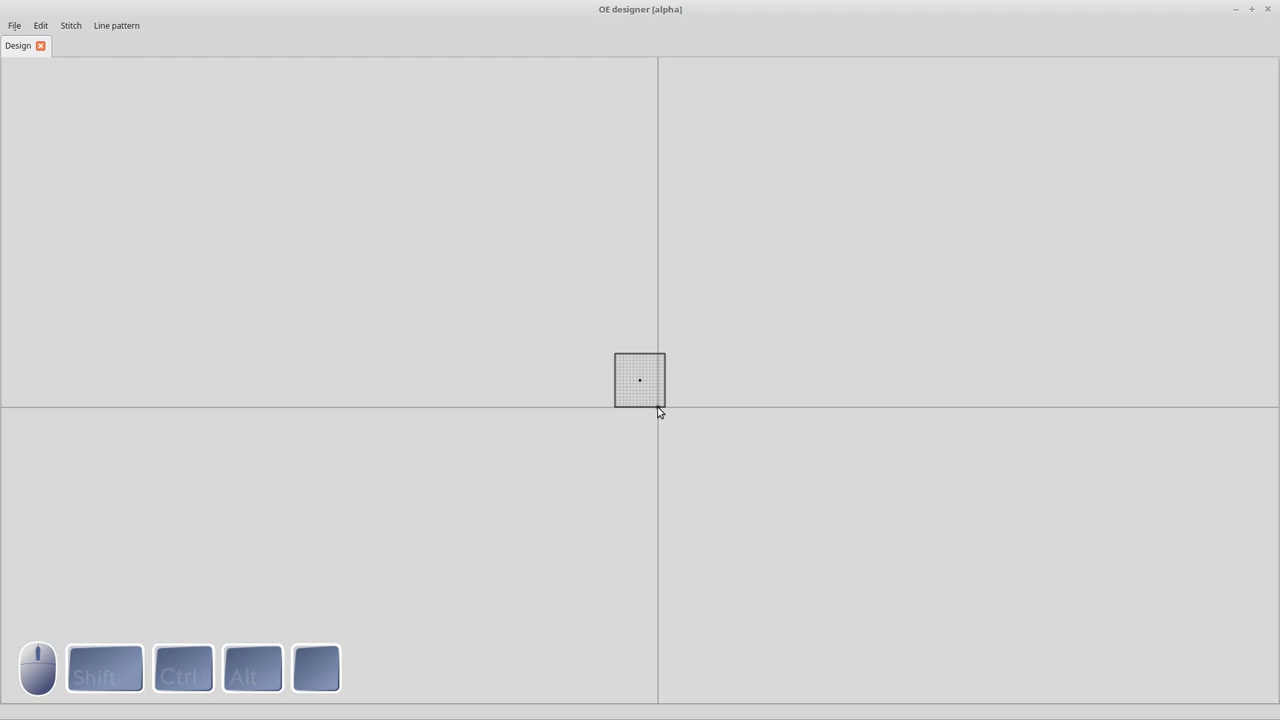 OE designer [alpha]
File Edit Stitch Line pattern
Design
Shift Ctrl Alt